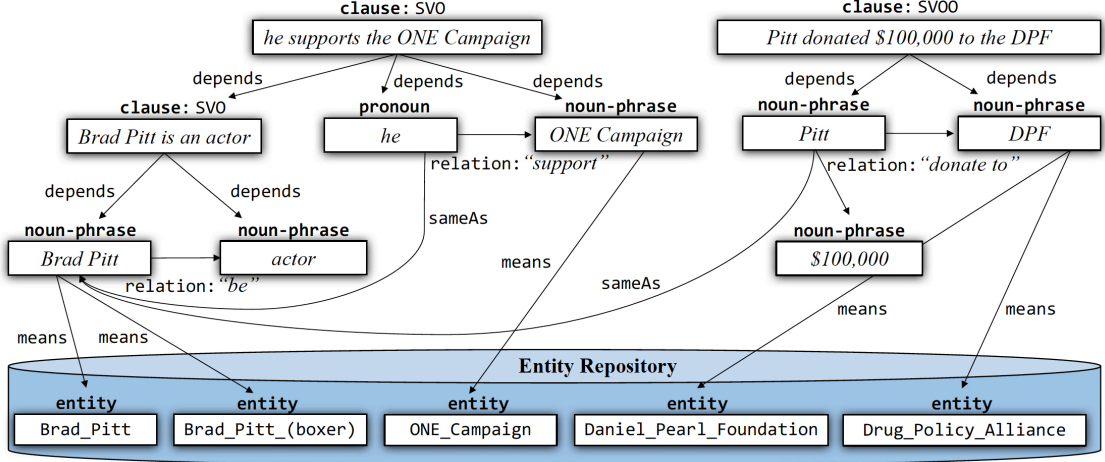 clause: SVO
clause: SVOO
he supports the ONE Campaign
Pitt donated $100,000 to the DPF
depends
depends
depends
depends
depends
clause: SVO
pronoun
noun-phrase
noun-phrase
noun-phrase
Brad Pitt is an actor
he
ONE Campaign
Pitt
DPF
relation: "support"
relation: "donate to"
depends
depends
sameAs
noun-phrase
noun-phrase
noun-phrase
Brad Pitt
actor
$100,000
means
relation: "be"
sameAs
means
means
means
means
Entity Repository
entity
entity
entity
entity
entity
Brad_Pitt
Brad_Pitt_(boxer)
ONE_Campaign
Daniel_Pearl_Foundation
Drug_Policy_Alliance